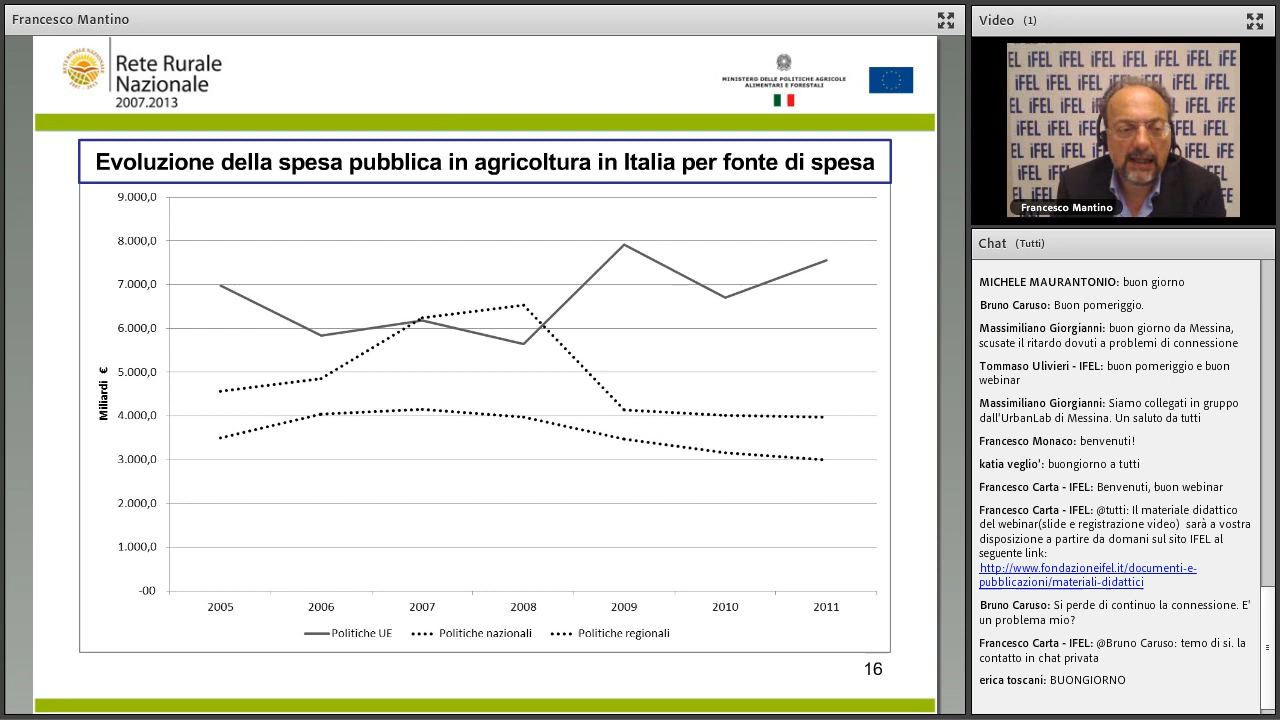 Francesco Mantino
Rete Rurale
Nazionale
2007.2013
MINISTERO DELLE POLITICHE AGRICOLE
ALIMENTARI E FORESTALI
Evoluzione della spesa pubblica in agricoltura in Italia per fonte di spesa
9.000,0
8.000,0
7.000,0
6.000,0
5.000,0
4.000,0
3.000,0
2.000,0
1.000,0
-00
Miliardi €
2005 2006 2007 2008 2009 2010 2011
Politiche UE Politiche nazionali Politiche regionali
16
Video (1)
iFEL
Francesco Mantino
Chat (Tutti)
MICHELE MAURANTONIO: buon giorno
Bruno Caruso: Buon pomeriggio.
Massimiliano Giorgianni: buon giorno da Messina,
scusate il ritardo dovuti a problemi di connessione
Tommaso Ulivieri - IFEL: buon pomeriggio e buon
webinar
Massimiliano Giorgianni: Siamo collegati in gruppo
dall'UrbanLab di Messina. Un saluto da tutti
Francesco Monaco: benvenuti!
katia veglio': buongiorno a tutti
Francesco Carta - IFEL: Benvenuti, buon webinar
Francesco Carta - IFEL: @tutti: Il materiale didattico
del webinar(slide e registrazione video) sarà a vostra
disposizione a partire da domani sul sito IFEL al
seguente link:
http://www.fondazioneifel.it/documenti-e-
pubblicazioni/materiali-didattici
Bruno Caruso: Si perde di continuo la connessione. E'
un problema mio?
Francesco Carta - IFEL: @Bruno Caruso: temo di si. la
contatto in chat privata
erica toscani: BUONGIORNO